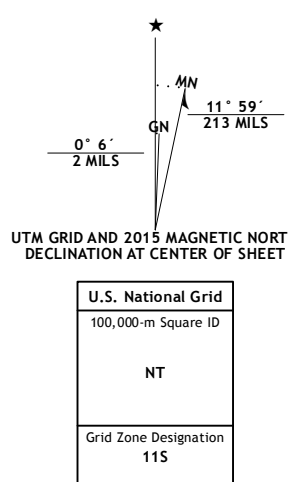 ★
MN
GN
11° 59´
213 MILS
0° 6´
2 MILS
UTM GRID AND 2015 MAGNETIC NORT
DECLINATION AT CENTER OF SHEET
U.S. National Grid
100,000-m Square ID
NT
Grid Zone Designation
11S